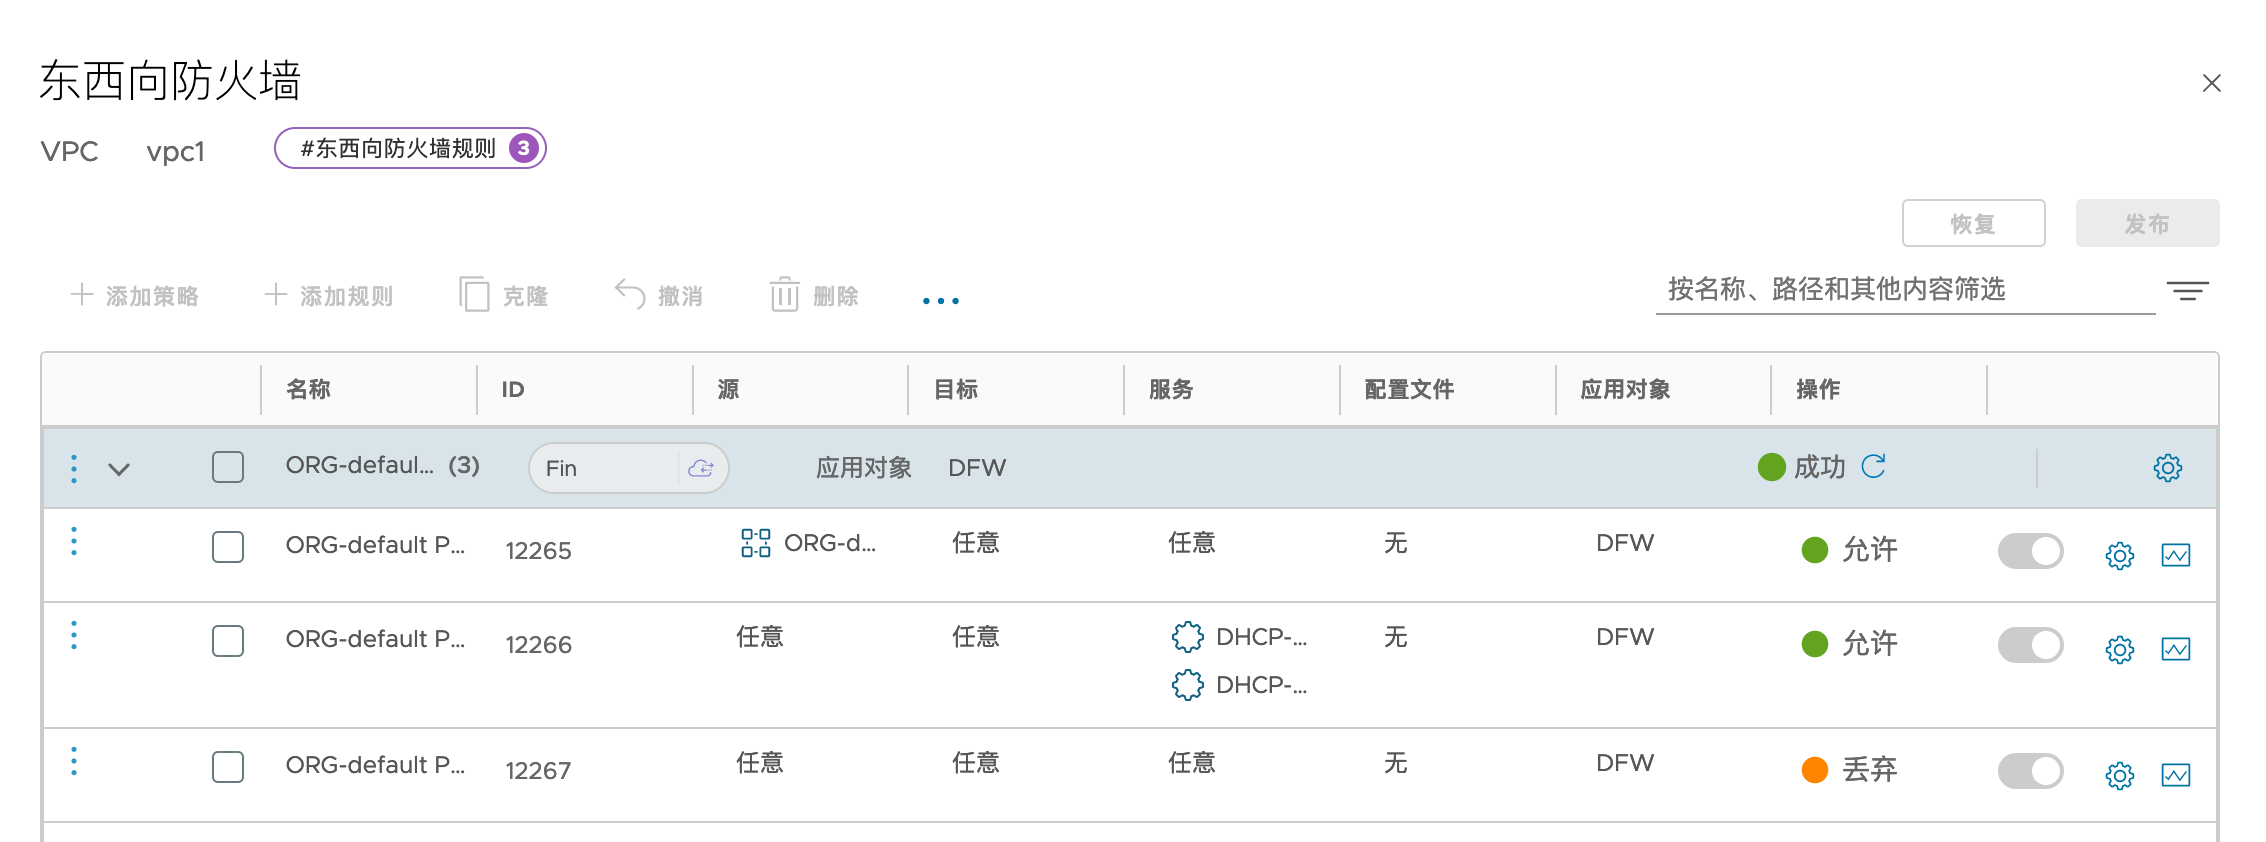 东西向防火墙
VPC vpc1 #东西向防火墙规则 3
恢复 发布
添加策略 添加规则 克隆 撤消 删除 ... 按名称、路径和其他内容筛选
名称 ID 源 目标 服务 配置文件 应用对象 操作
ORG-defaul... (3) Fin 应用对象 DFW 成功
ORG-default P... 12265 ORG-d... 任意 任意 无 DFW 允许
ORG-default P... 12266 任意 任意 DHCP-... 无 DFW 允许
DHCP-...
ORG-default P... 12267 任意 任意 任意 无 DFW 丢弃